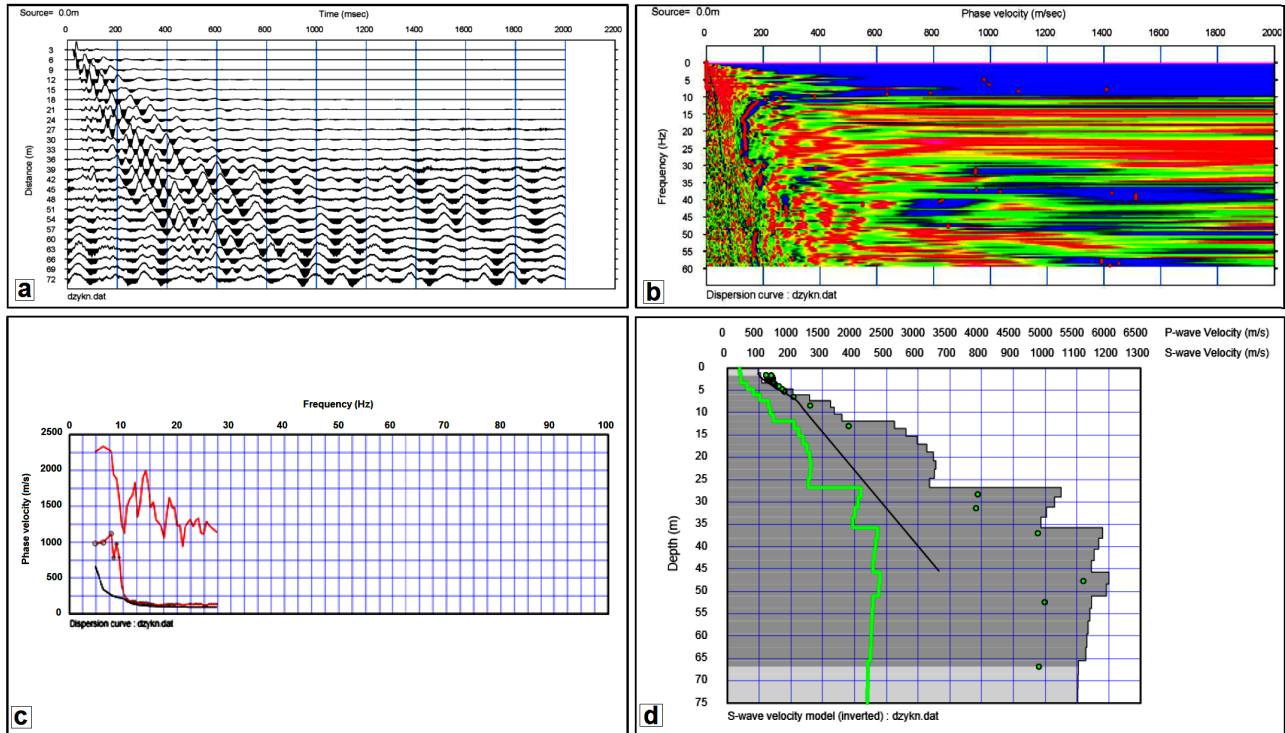 Source= 0.0m
Time (msec)
0 200 400 600 800 1000 1200 1400 1600 1800 2000 2200
Distance (m)
3
6
9
12
15
18
21
24
27
30
33
36
39
42
45
48
51
54
57
60
63
66
69
72
dzykn.dat
a
Source= 0.0m
Phase velocity (m/sec)
0 200 400 600 800 1000 1200 1400 1600 1800 2000
Frequency (Hz)
0
5
10
15
20
25
30
35
40
45
50
55
60
Dispersion curve : dzykn.dat
b
Frequency (Hz)
0 10 20 30 40 50 60 70 80 90 100
Phase velocity (m/s)
2500
2000
1500
1000
500
0
Dispersion curve : dzykn.dat
c
0 500 1000 1500 2000 2500 3500 4000 4500 5000 5500 6000 6500 P-wave Velocity (m/s)
0 100 200 300 400 500 600 700 800 1000 1100 1200 1300 S-wave Velocity (m/s)
Depth (m)
0
5
10
15
20
25
30
35
40
45
50
55
60
65
70
75
S-wave velocity model (inverted) : dzykn.dat
d